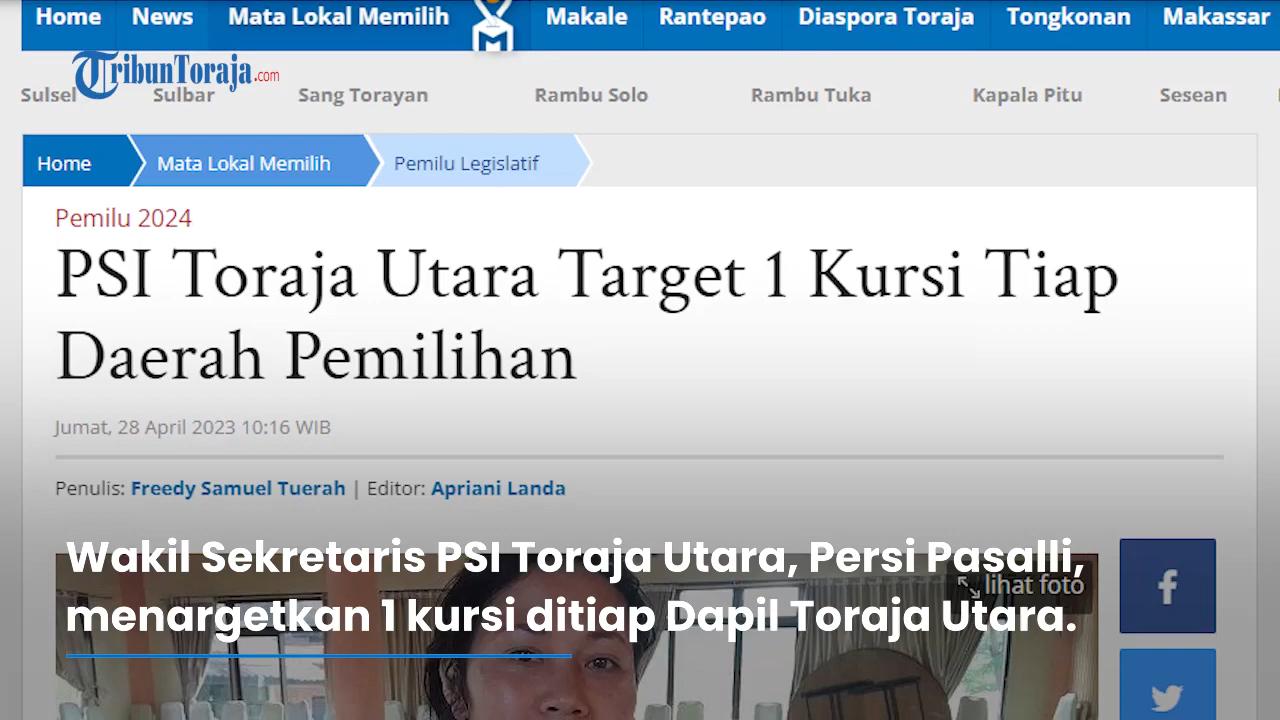 Home News Mata Lokal Memilih Makale Rantepao Diaspora Toraja Tongkonan Makassar
TribunToraja.com
Sulsel Sulbar Sang Torayan Rambu Solo Rambu Tuka Kapala Pitu Sesean
Home Mata Lokal Memilih Pemilu Legislatif
Pemilu 2024
PSI Toraja Utara Target 1 Kursi Tiap
Daerah Pemilihan
Jumat, 28 April 2023 10:16 WIB
Penulis: Freedy Samuel Tuerah | Editor: Apriani Landa
Wakil Sekretaris PSI Toraja Utara, Persi Pasalli,
lihat foto
menargetkan 1 kursi ditiap Dapil Toraja Utara.